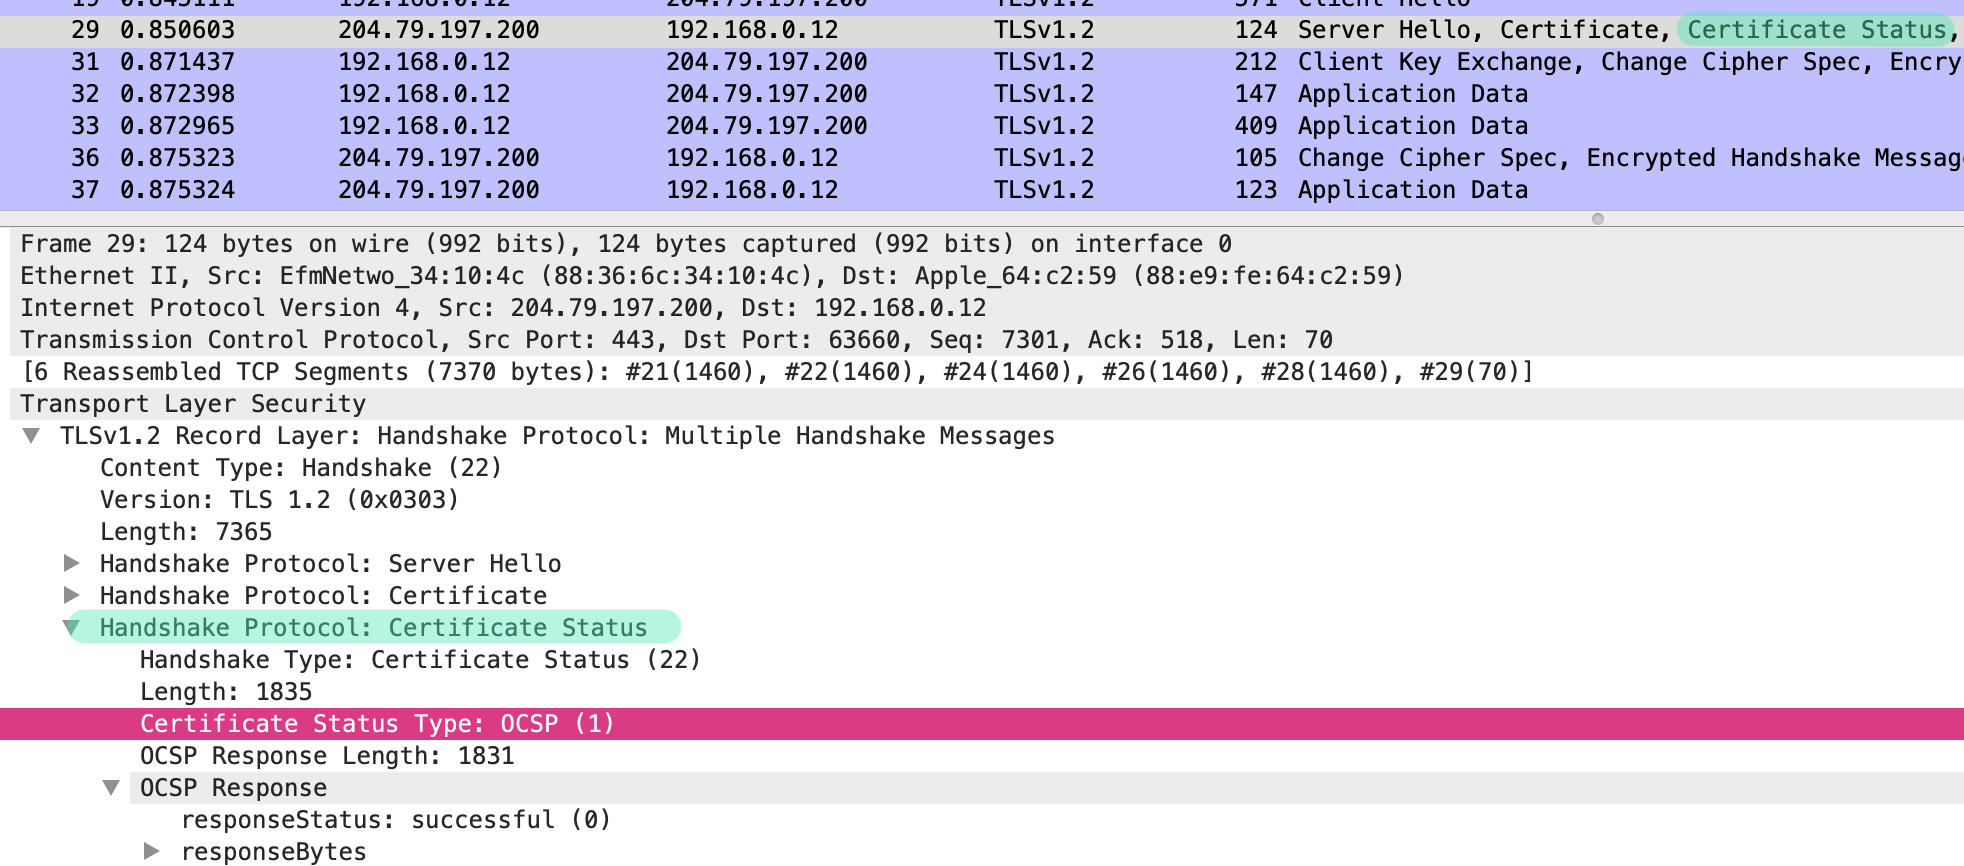 19 0.845111 192.168.0.12 204.79.197.200 TLSv1.2 571 Client Hello
29 0.850603 204.79.197.200 192.168.0.12 TLSv1.2 124 Server Hello, Certificate, Certificate Status,
31 0.871437 192.168.0.12 204.79.197.200 TLSv1.2 212 Client Key Exchange, Change Cipher Spec, Encry
32 0.872398 192.168.0.12 204.79.197.200 TLSv1.2 147 Application Data
33 0.872965 192.168.0.12 204.79.197.200 TLSv1.2 409 Application Data
36 0.875323 204.79.197.200 192.168.0.12 TLSv1.2 105 Change Cipher Spec, Encrypted Handshake Messag
37 0.875324 204.79.197.200 192.168.0.12 TLSv1.2 123 Application Data
Frame 29: 124 bytes on wire (992 bits), 124 bytes captured (992 bits) on interface 0
Ethernet II, Src: EfmNetwo_34:10:4c (88:36:6c:34:10:4c), Dst: Apple_64:c2:59 (88:e9:fe:64:c2:59)
Internet Protocol Version 4, Src: 204.79.197.200, Dst: 192.168.0.12
Transmission Control Protocol, Src Port: 443, Dst Port: 63660, Seq: 7301, Ack: 518, Len: 70
[6 Reassembled TCP Segments (7370 bytes): #21(1460), #22(1460), #24(1460), #26(1460), #28(1460), #29(70)]
Transport Layer Security
TLSv1.2 Record Layer: Handshake Protocol: Multiple Handshake Messages
Content Type: Handshake (22)
Version: TLS 1.2 (0x0303)
Length: 7365
Handshake Protocol: Server Hello
Handshake Protocol: Certificate
Handshake Protocol: Certificate Status
Handshake Type: Certificate Status (22)
Length: 1835
Certificate Status Type: OCSP (1)
OCSP Response Length: 1831
OCSP Response
responseStatus: successful (0)
responseBytes